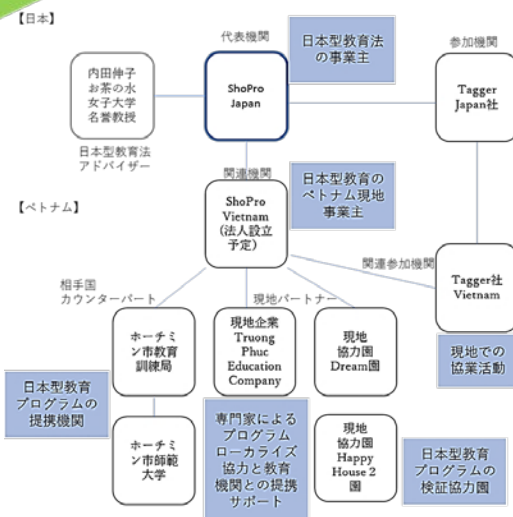 【日本】
代表機関
日本型教育法
の事業主
参加機関
内田伸子
お茶の水
女子大学
名誉教授
ShoPro
Japan
Tagger
Japan社
日本型教育法
アドバイザー
関連機関
日本型教育の
ベトナム現地
事業主
【ベトナム】
ShoPro
Vietnam
(法人設立
予定)
関連参加機関
Tagger社
Vietnam
相手国
カウンターパート
現地パートナー
ホーチミ
ン市教育
訓練局
現地企業
Truong
Phuc
Education
Company
現地
協力園
Dream園
現地での
協業活動
日本型教育
プログラムの
提携機関
ホーチミ
ン市師範
大学
専門家による
プログラム
ローカライズ
協力と教育
機関との提携
サポート
現地
協力園
Happy
House 2
園
日本型教育
プログラムの
検証協力園